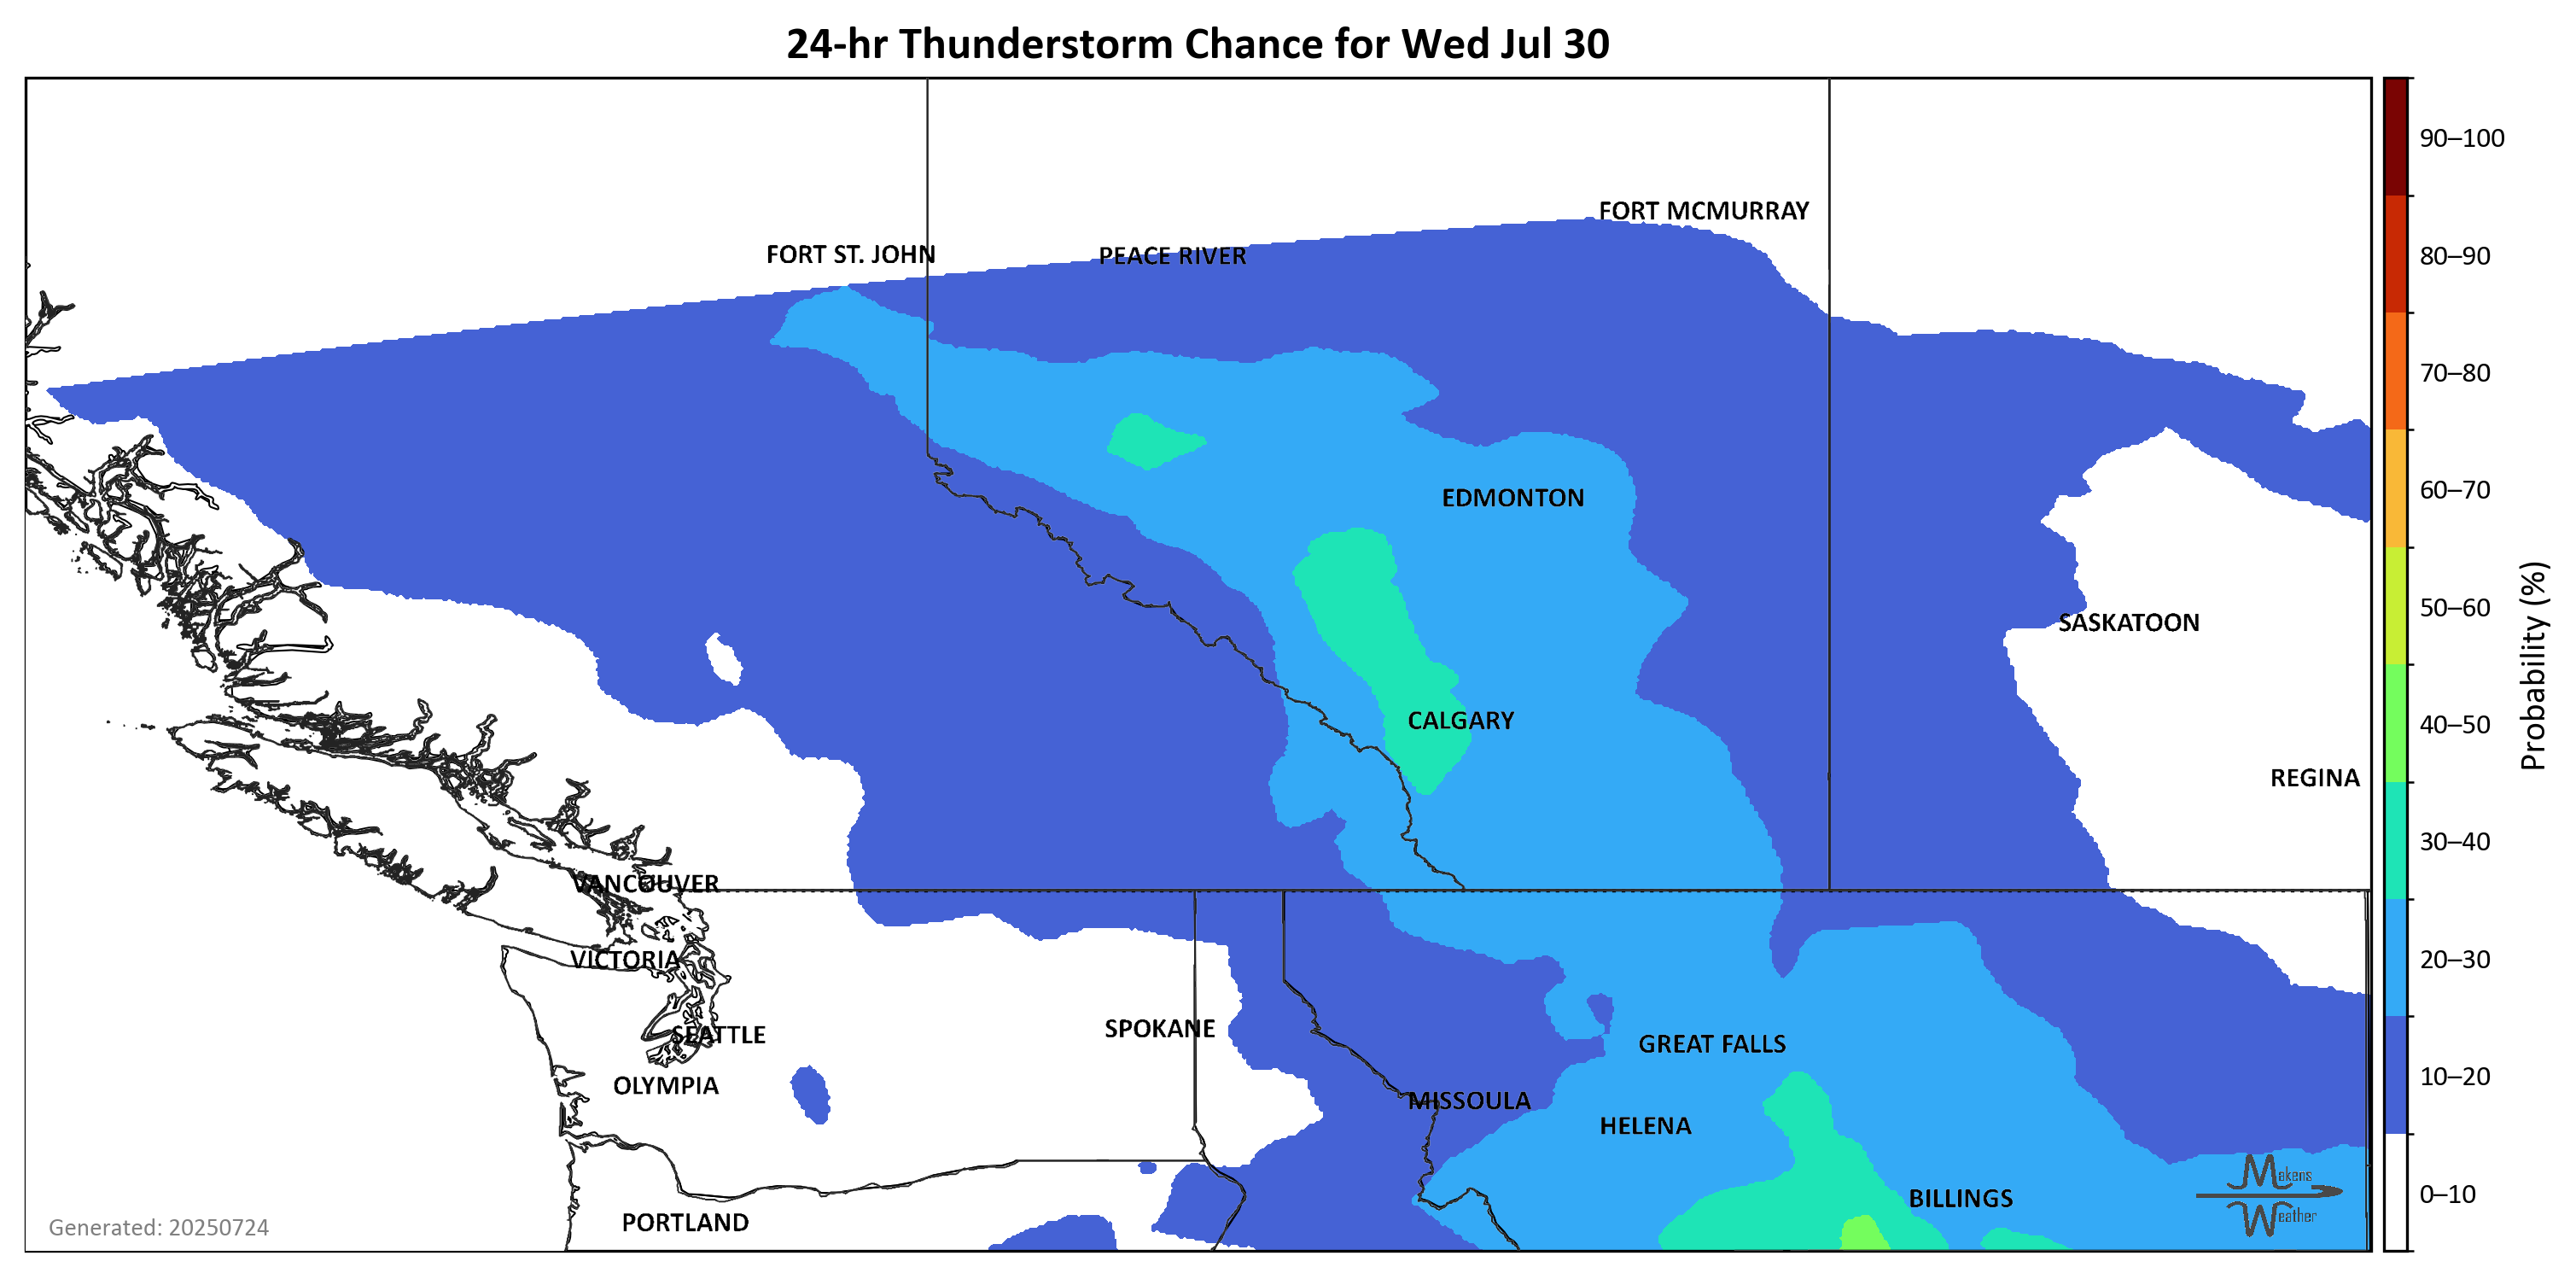 24-hr Thunderstorm Chance for Wed Jul 30
FORT MCMURRAY
FORT ST. JOHN
PEACE RIVER
EDMONTON
SASKATOON
CALGARY
REGINA
VANCOUVER
VICTORIA
SPOKANE
SEATTLE
GREAT FALLS
OLYMPIA
MISSOULA
HELENA
BILLINGS
PORTLAND
Generated: 20250724
Makens
Weather
90–100
80–90
70–80
60–70
50–60
40–50
30–40
20–30
10–20
0–10
Probability (%)